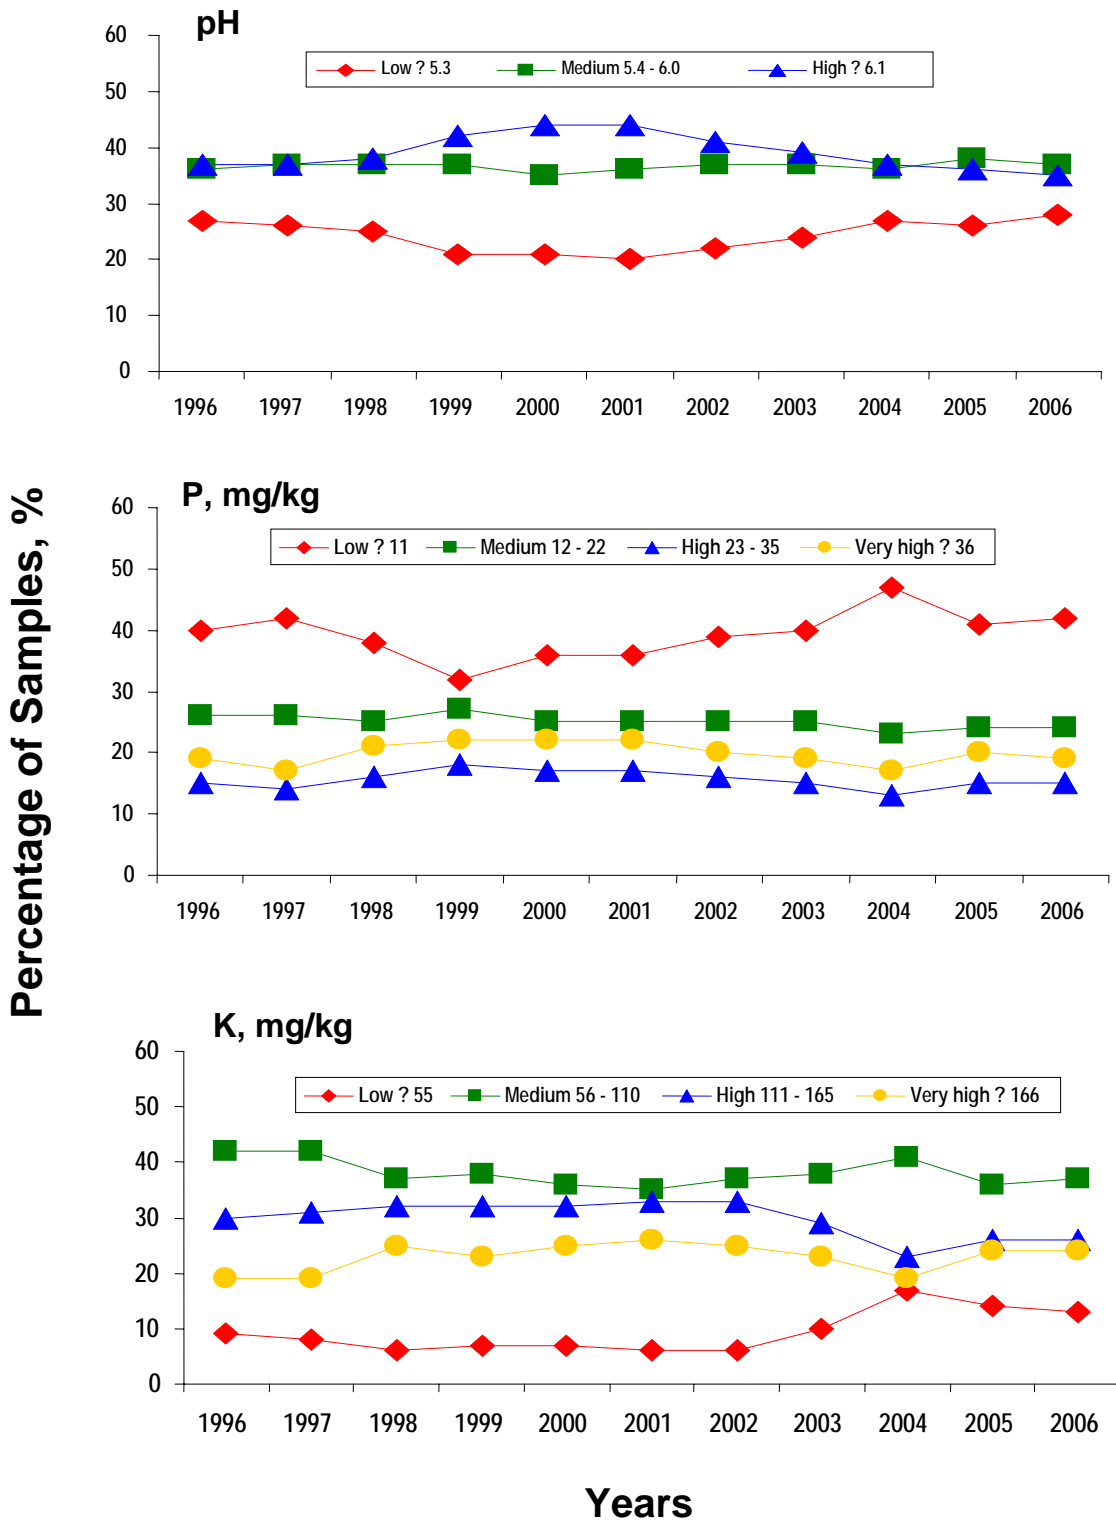 pH
60
Low ? 5.3 Medium 5.4 - 6.0 High ? 6.1
50
40
30
20
10
0
1996 1997 1998 1999 2000 2001 2002 2003 2004 2005 2006
Percentage of Samples, %
P, mg/kg
60
Low ? 11 Medium 12 - 22 High 23 - 35 Very high ? 36
50
40
30
20
10
0
1996 1997 1998 1999 2000 2001 2002 2003 2004 2005 2006
K, mg/kg
60
Low ? 55 Medium 56 - 110 High 111 - 165 Very high ? 166
50
40
30
20
10
0
1996 1997 1998 1999 2000 2001 2002 2003 2004 2005 2006
Years